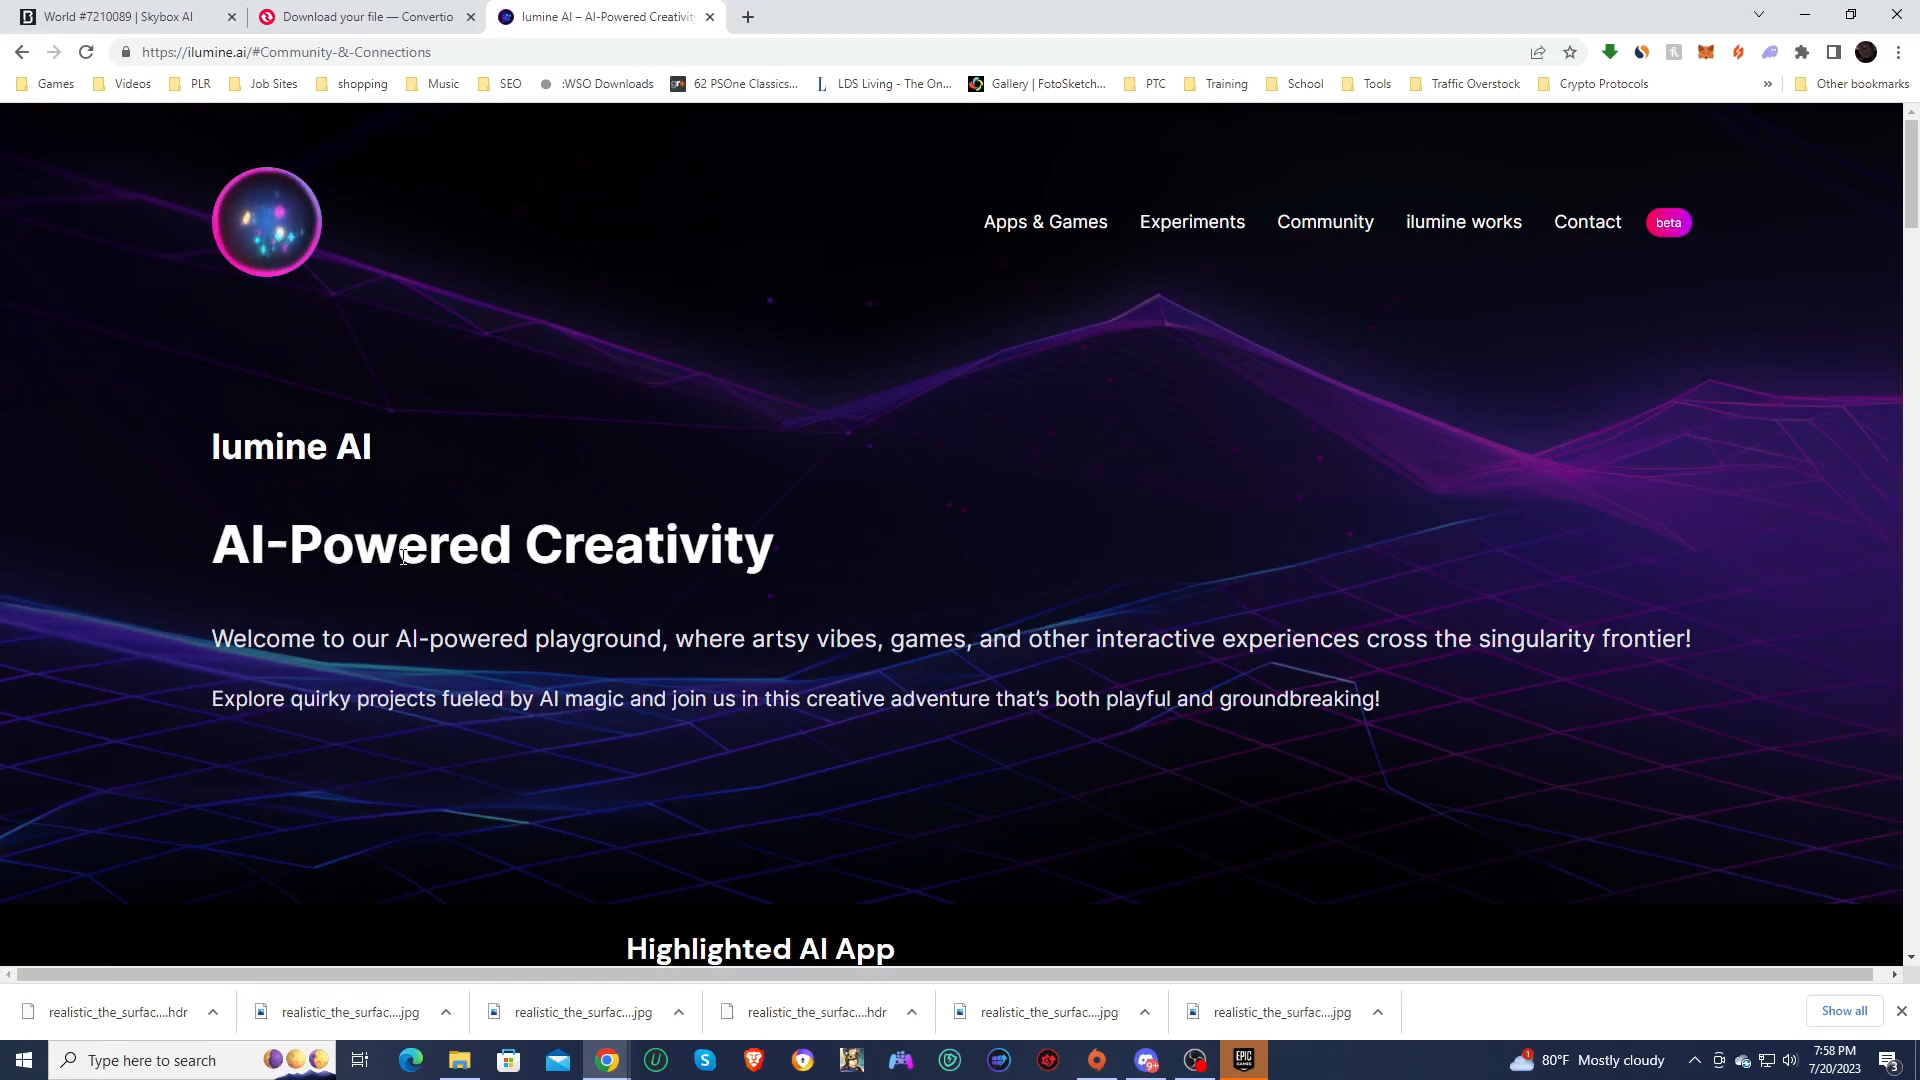 World #7210089 | Skybox AI
Download your file — Convertio
lumine AI – AI-Powered Creativity
https://ilumine.ai/#Community-&-Connections
Games Videos PLR Job Sites shopping Music SEO :WSO Downloads 62 PSOne Classics... LDS Living - The On... Gallery | FotoSketch... PTC Training School Tools Traffic Overstock Crypto Protocols » Other bookmarks
Apps & Games Experiments Community ilumine works Contact beta
lumine AI
AI-Powered Creativity
Welcome to our AI-powered playground, where artsy vibes, games, and other interactive experiences cross the singularity frontier!
Explore quirky projects fueled by AI magic and join us in this creative adventure that's both playful and groundbreaking!
Highlighted AI App
realistic_the_surfac....hdr realistic_the_surfac....jpg realistic_the_surfac....jpg realistic_the_surfac....hdr realistic_the_surfac....jpg realistic_the_surfac....jpg Show all
Type here to search
EPIC GAMES
9+
1
80°F Mostly cloudy
7:58 PM
7/20/2023
3